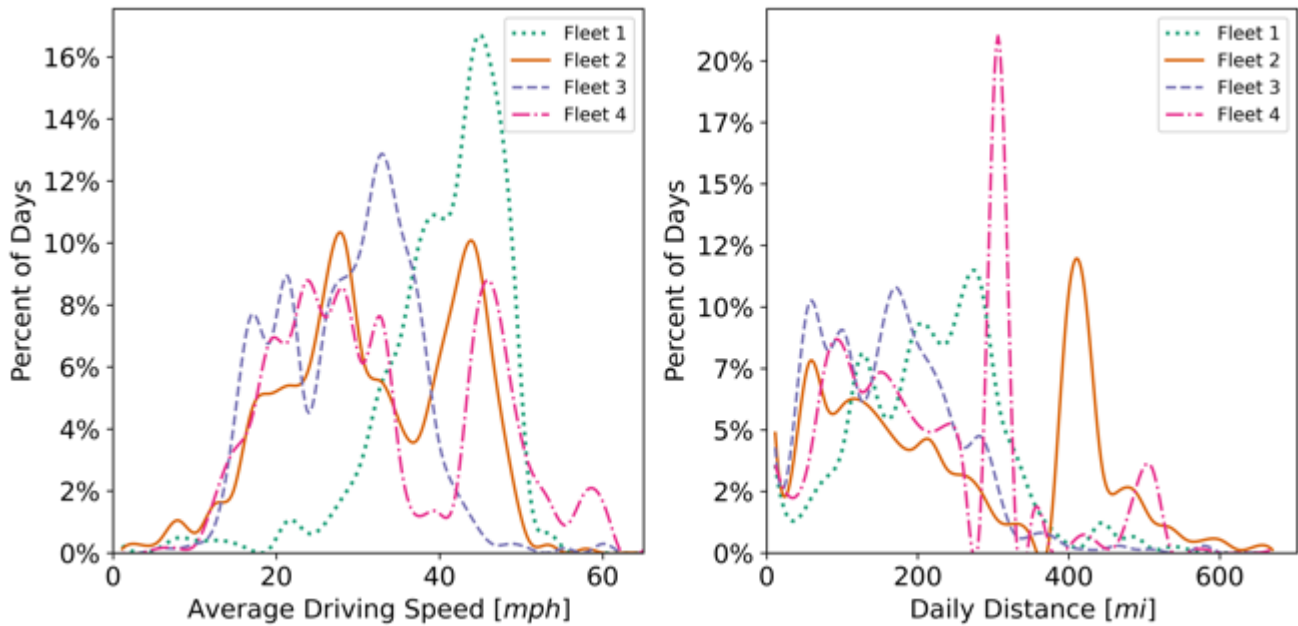 16%
14%
12%
10%
8%
6%
4%
2%
0%
Percent of Days
0
20
40
60
Average Driving Speed [mph]
Fleet 1
Fleet 2
Fleet 3
Fleet 4
20%
17%
15%
12%
10%
7%
5%
2%
0%
Percent of Days
0
200
400
600
Daily Distance [mi]
Fleet 1
Fleet 2
Fleet 3
Fleet 4